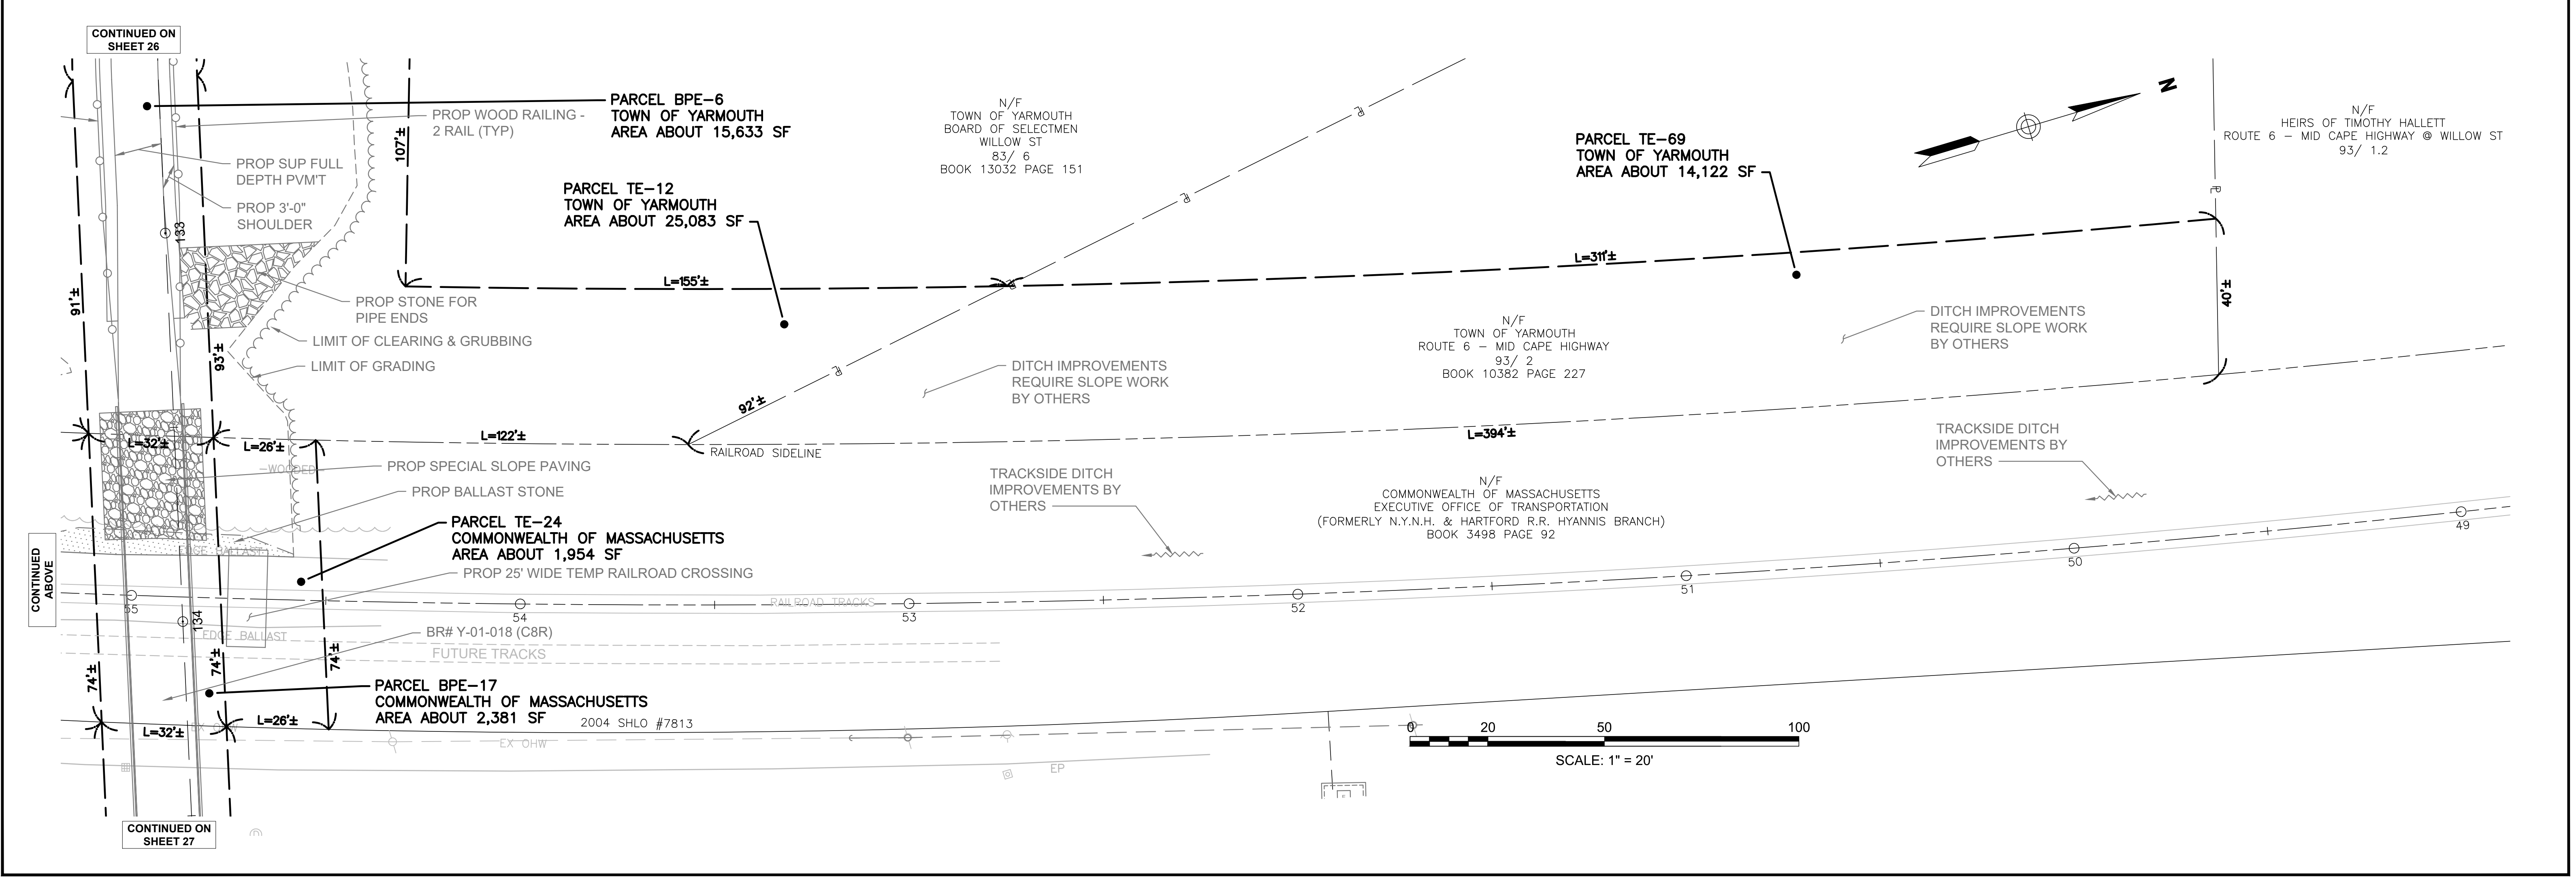 CONTINUED ON
SHEET 26
PARCEL BPE-6
TOWN OF YARMOUTH
AREA ABOUT 15,633 SF
PROP WOOD RAILING -
2 RAIL (TYP)
107'±
PROP SUP FULL
DEPTH PVM'T
PROP 3'-0"
SHOULDER
133
PARCEL TE-12
TOWN OF YARMOUTH
AREA ABOUT 25,083 SF
N/F
TOWN OF YARMOUTH
BOARD OF SELECTMEN
WILLOW ST
83/ 6
BOOK 13032 PAGE 151
PL
PL
PL
PL
PARCEL TE-69
TOWN OF YARMOUTH
AREA ABOUT 14,122 SF
N
N/F
HEIRS OF TIMOTHY HALLETT
ROUTE 6 - MID CAPE HIGHWAY @ WILLOW ST
93/ 1.2
PL
L=155'±
L=311'±
40'±
91'±
93'±
PROP STONE FOR
PIPE ENDS
LIMIT OF CLEARING & GRUBBING
LIMIT OF GRADING
DITCH IMPROVEMENTS
REQUIRE SLOPE WORK
BY OTHERS
N/F
TOWN OF YARMOUTH
ROUTE 6 - MID CAPE HIGHWAY
93/ 2
BOOK 10382 PAGE 227
DITCH IMPROVEMENTS
REQUIRE SLOPE WORK
BY OTHERS
92'±
L=32'±
L=26'±
L=122'±
RAILROAD SIDELINE
L=394'±
WOODED
PROP SPECIAL SLOPE PAVING
PROP BALLAST STONE
TRACKSIDE DITCH
IMPROVEMENTS BY
OTHERS
N/F
COMMONWEALTH OF MASSACHUSETTS
EXECUTIVE OFFICE OF TRANSPORTATION
(FORMERLY N.Y.N.H. & HARTFORD R.R. HYANNIS BRANCH)
BOOK 3498 PAGE 92
TRACKSIDE DITCH
IMPROVEMENTS BY
OTHERS
CONTINUED
ABOVE
EDGE BALLAST
PARCEL TE-24
COMMONWEALTH OF MASSACHUSETTS
AREA ABOUT 1,954 SF
PROP 25' WIDE TEMP RAILROAD CROSSING
55
54
RAILROAD TRACKS
53
52
51
50
49
134
EDGE BALLAST
BR# Y-01-018 (C8R)
FUTURE TRACKS
74'±
74'±
74'±
PARCEL BPE-17
COMMONWEALTH OF MASSACHUSETTS
AREA ABOUT 2,381 SF
2004 SHLO #7813
L=32'±
L=26'±
EX OHW
EP
0 20 50 100
SCALE: 1" = 20'
CONTINUED ON
SHEET 27